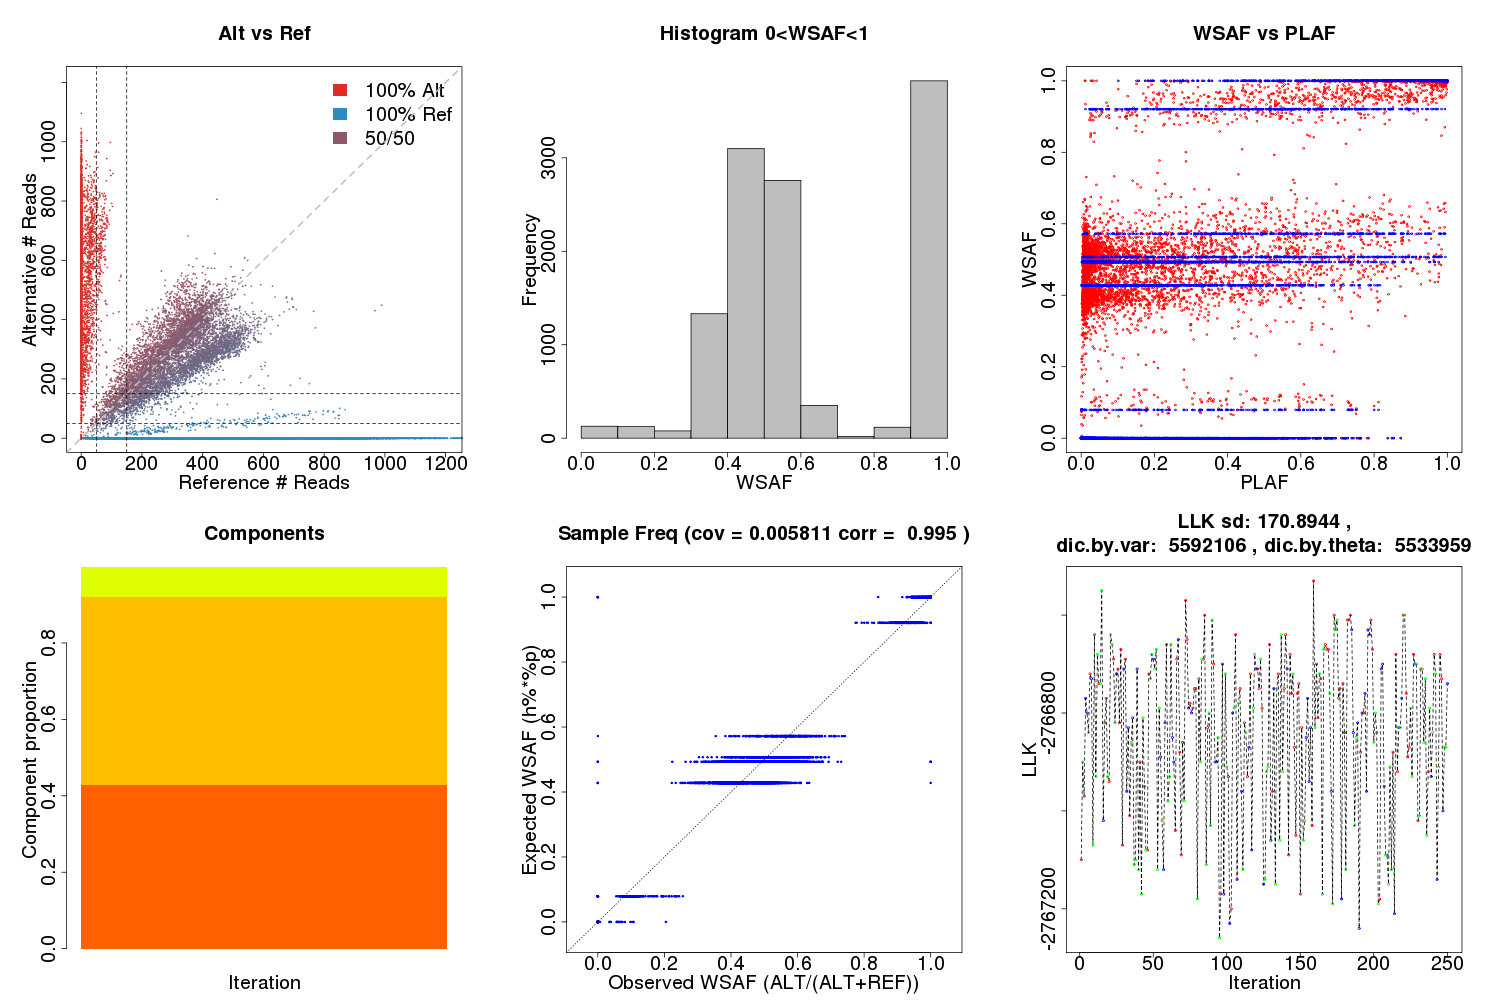 Alt vs Ref
100% Alt
100% Ref
50/50
Alternative # Reads
0 200 400 600 800 1000
0 200 400 600 800 1000 1200
Reference # Reads
Histogram 0<WSAF<1
Frequency
0 1000 2000 3000
0.0 0.2 0.4 0.6 0.8 1.0
WSAF
WSAF vs PLAF
WSAF
0.0 0.2 0.4 0.6 0.8 1.0
0.0 0.2 0.4 0.6 0.8 1.0
PLAF
Components
Component proportion
0.0 0.2 0.4 0.6 0.8
Iteration
Sample Freq (cov = 0.005811 corr = 0.995 )
Expected WSAF (h%*%p)
0.0 0.2 0.4 0.6 0.8 1.0
0.0 0.2 0.4 0.6 0.8 1.0
Observed WSAF (ALT/(ALT+REF))
LLK sd: 170.8944 ,
dic.by.var: 5592106 , dic.by.theta: 5533959
LLK
-2767200 -2766800
0 50 100 150 200 250
Iteration